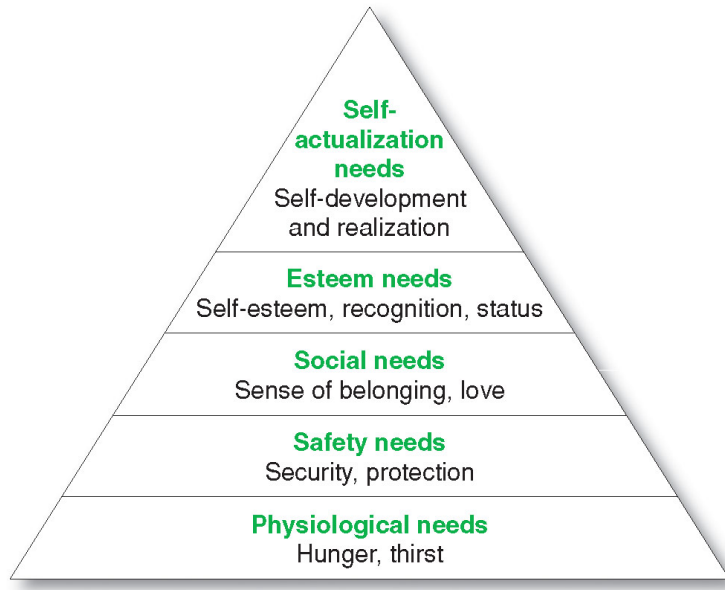 Self-
actualization
needs
Self-development
and realization
Esteem needs
Self-esteem, recognition, status
Social needs
Sense of belonging, love
Safety needs
Security, protection
Physiological needs
Hunger, thirst